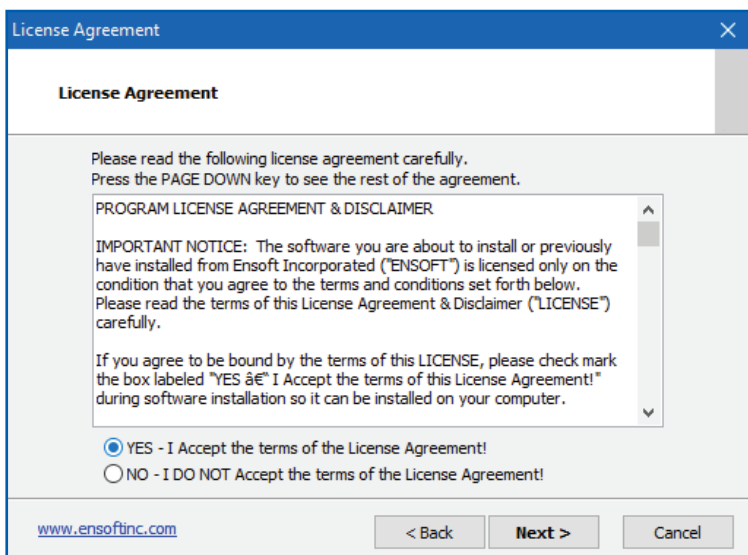 License Agreement
License Agreement
Please read the following license agreement carefully.
Press the PAGE DOWN key to see the rest of the agreement.
PROGRAM LICENSE AGREEMENT & DISCLAIMER
IMPORTANT NOTICE:  The software you are about to install or previously
have installed from Ensoft Incorporated ("ENSOFT") is licensed only on the
condition that you agree to the terms and conditions set forth below.
Please read the terms of this License Agreement & Disclaimer ("LICENSE")
carefully.
If you agree to be bound by the terms of this LICENSE, please check mark
the box labeled "YES â€" I Accept the terms of this License Agreement!"
during software installation so it can be installed on your computer.
YES - I Accept the terms of the License Agreement!
NO - I DO NOT Accept the terms of the License Agreement!
www.ensoftinc.com
< Back
Next >
Cancel